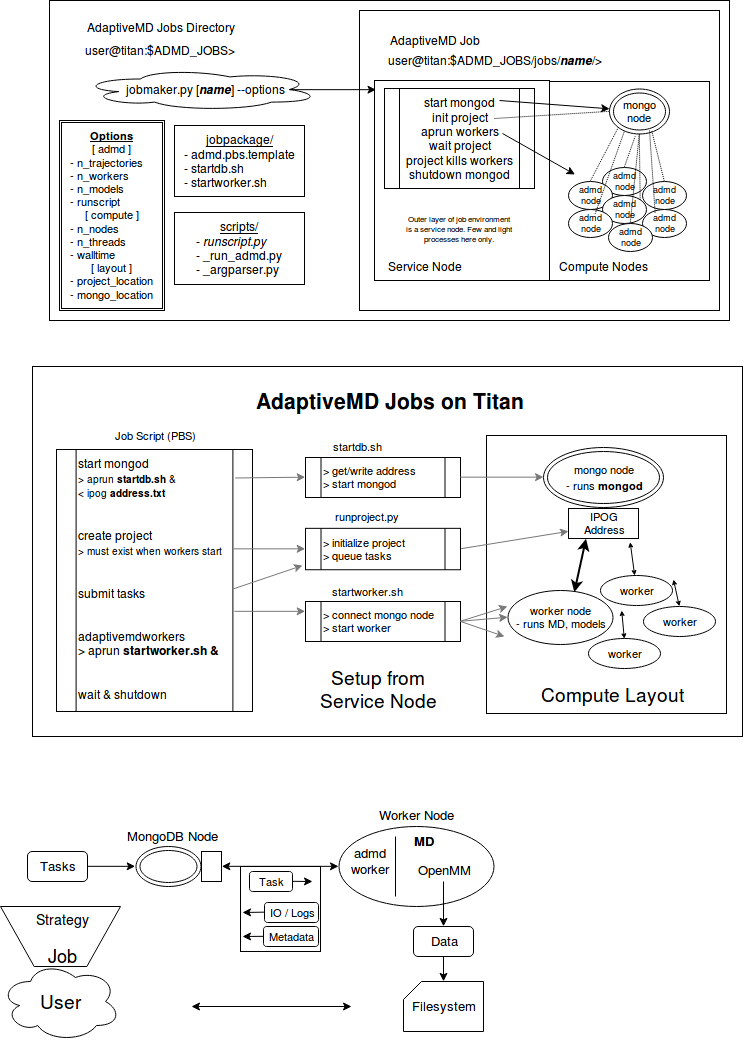 AdaptiveMD Jobs Directory
user@titan:$ADMD_JOBS>
jobmaker.py [name] --options
Options
[ admd ]
- n_trajectories
- n_workers
- n_models
- runscript
[ compute ]
- n_nodes
- n_threads
- walltime
[ layout ]
- project_location
- mongo_location
jobpackage/
- admd.pbs.template
- startdb.sh
- startworker.sh
scripts/
- runscript.py
- _run_admd.py
- _argparser.py
AdaptiveMD Job
user@titan:$ADMD_JOBS/jobs/name/>
start mongod
init project
aprun workers
wait project
project kills workers
shutdown mongod
Outer layer of job environment
is a service node. Few and light
processes here only.
Service Node
mongo
node
admd
node
admd
node
admd
node
admd
node
admd
node
admd
node
admd
node
Compute Nodes
AdaptiveMD Jobs on Titan
Job Script (PBS)
start mongod
> aprun startdb.sh &
< ipog address.txt
create project
> must exist when workers start
submit tasks
adaptivemdworkers
> aprun startworker.sh &
wait & shutdown
startdb.sh
> get/write address
> start mongod
runproject.py
> initialize project
> queue tasks
startworker.sh
> connect mongo node
> start worker
Setup from
Service Node
mongo node
- runs mongod
IPOG
Address
worker node
- runs MD, models
worker
worker
worker
Compute Layout
MongoDB Node
Tasks
Task
IO / Logs
Metadata
Worker Node
admd
worker
MD
OpenMM
Data
Filesystem
Strategy
Job
User